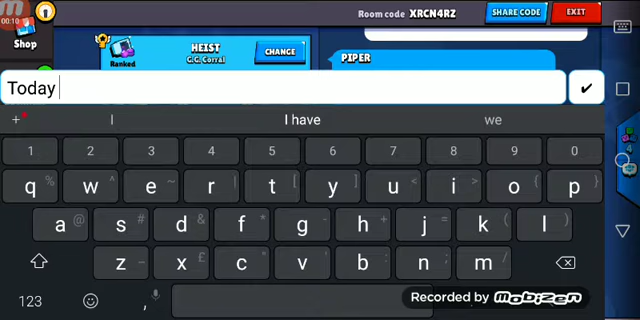 00:10
Room code XRCN4RZ
SHARE CODE
EXIT
Shop
Ranked
HEIST
G.G. Corral
CHANGE
PIPER
Today
I
I have
we
1 2 3 4 5 6 7 8 9 0
q % w ^ e ~ r | t [ y ] u < i > o { p }
a @ s # d & f * g - h + j = k ( l )
z _ x £ c " v ' b : n ; m /
123 , .
4
Recorded by MOBIZEN